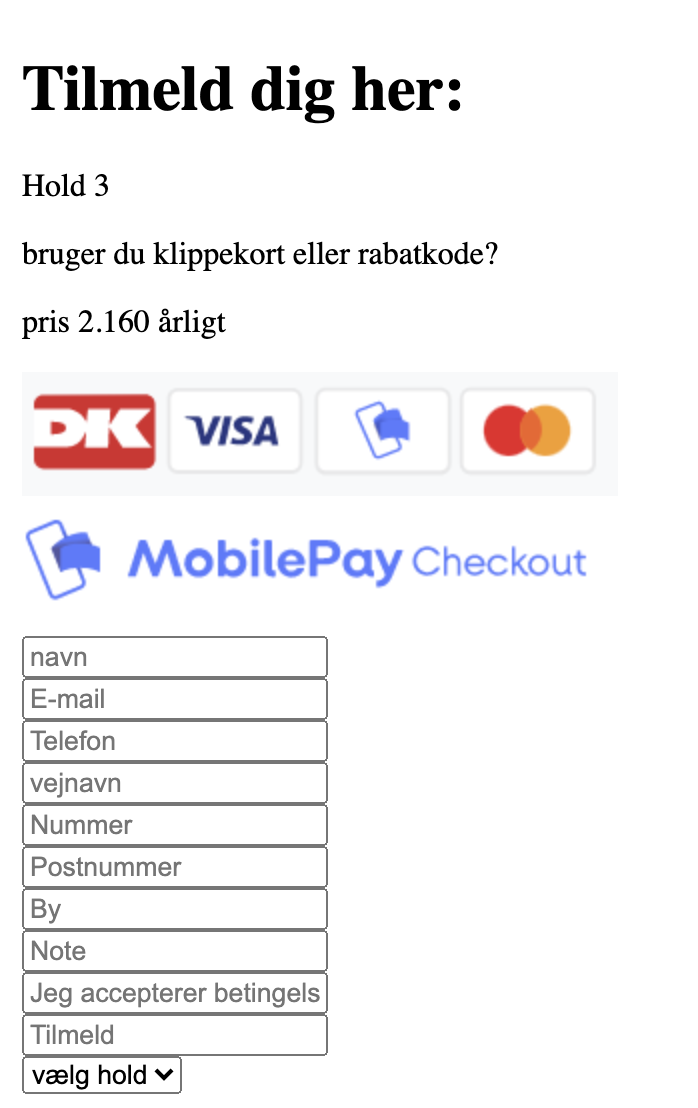 Tilmeld dig her:
Hold 3
bruger du klippekort eller rabatkode?
pris 2.160 årligt
DK VISA
MobilePay Checkout
navn
E-mail
Telefon
vejnavn
Nummer
Postnummer
By
Note
Jeg accepterer betingels
Tilmeld
vælg hold